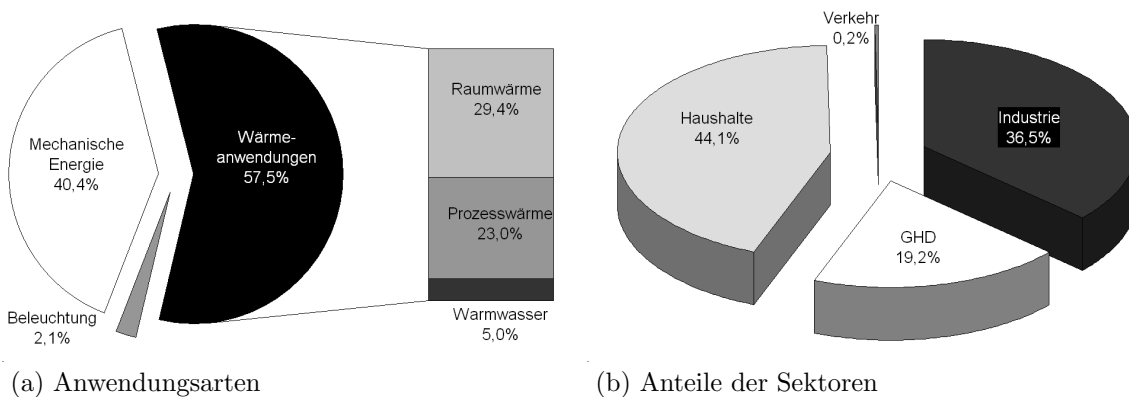 Mechanische
Energie
40,4%
Wärme-
anwendungen
57,5%
Beleuchtung
2,1%
Raumwärme
29,4%
Prozesswärme
23,0%
Warmwasser
5,0%
(a) Anwendungsarten
Verkehr
0,2%
Haushalte
44,1%
Industrie
36,5%
GHD
19,2%
(b) Anteile der Sektoren